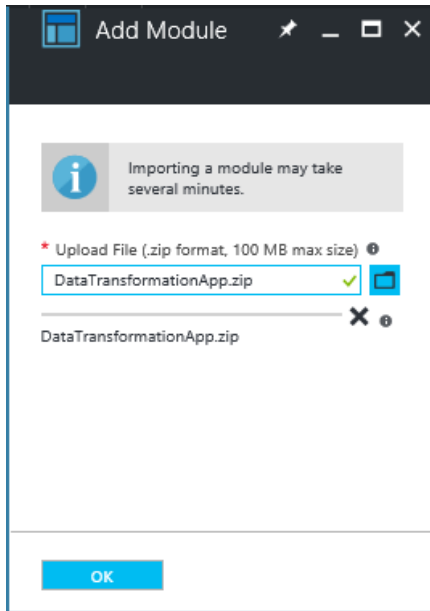 Add Module
Importing a module may take
several minutes.
* Upload File (.zip format, 100 MB max size)
DataTransformationApp.zip
DataTransformationApp.zip
OK